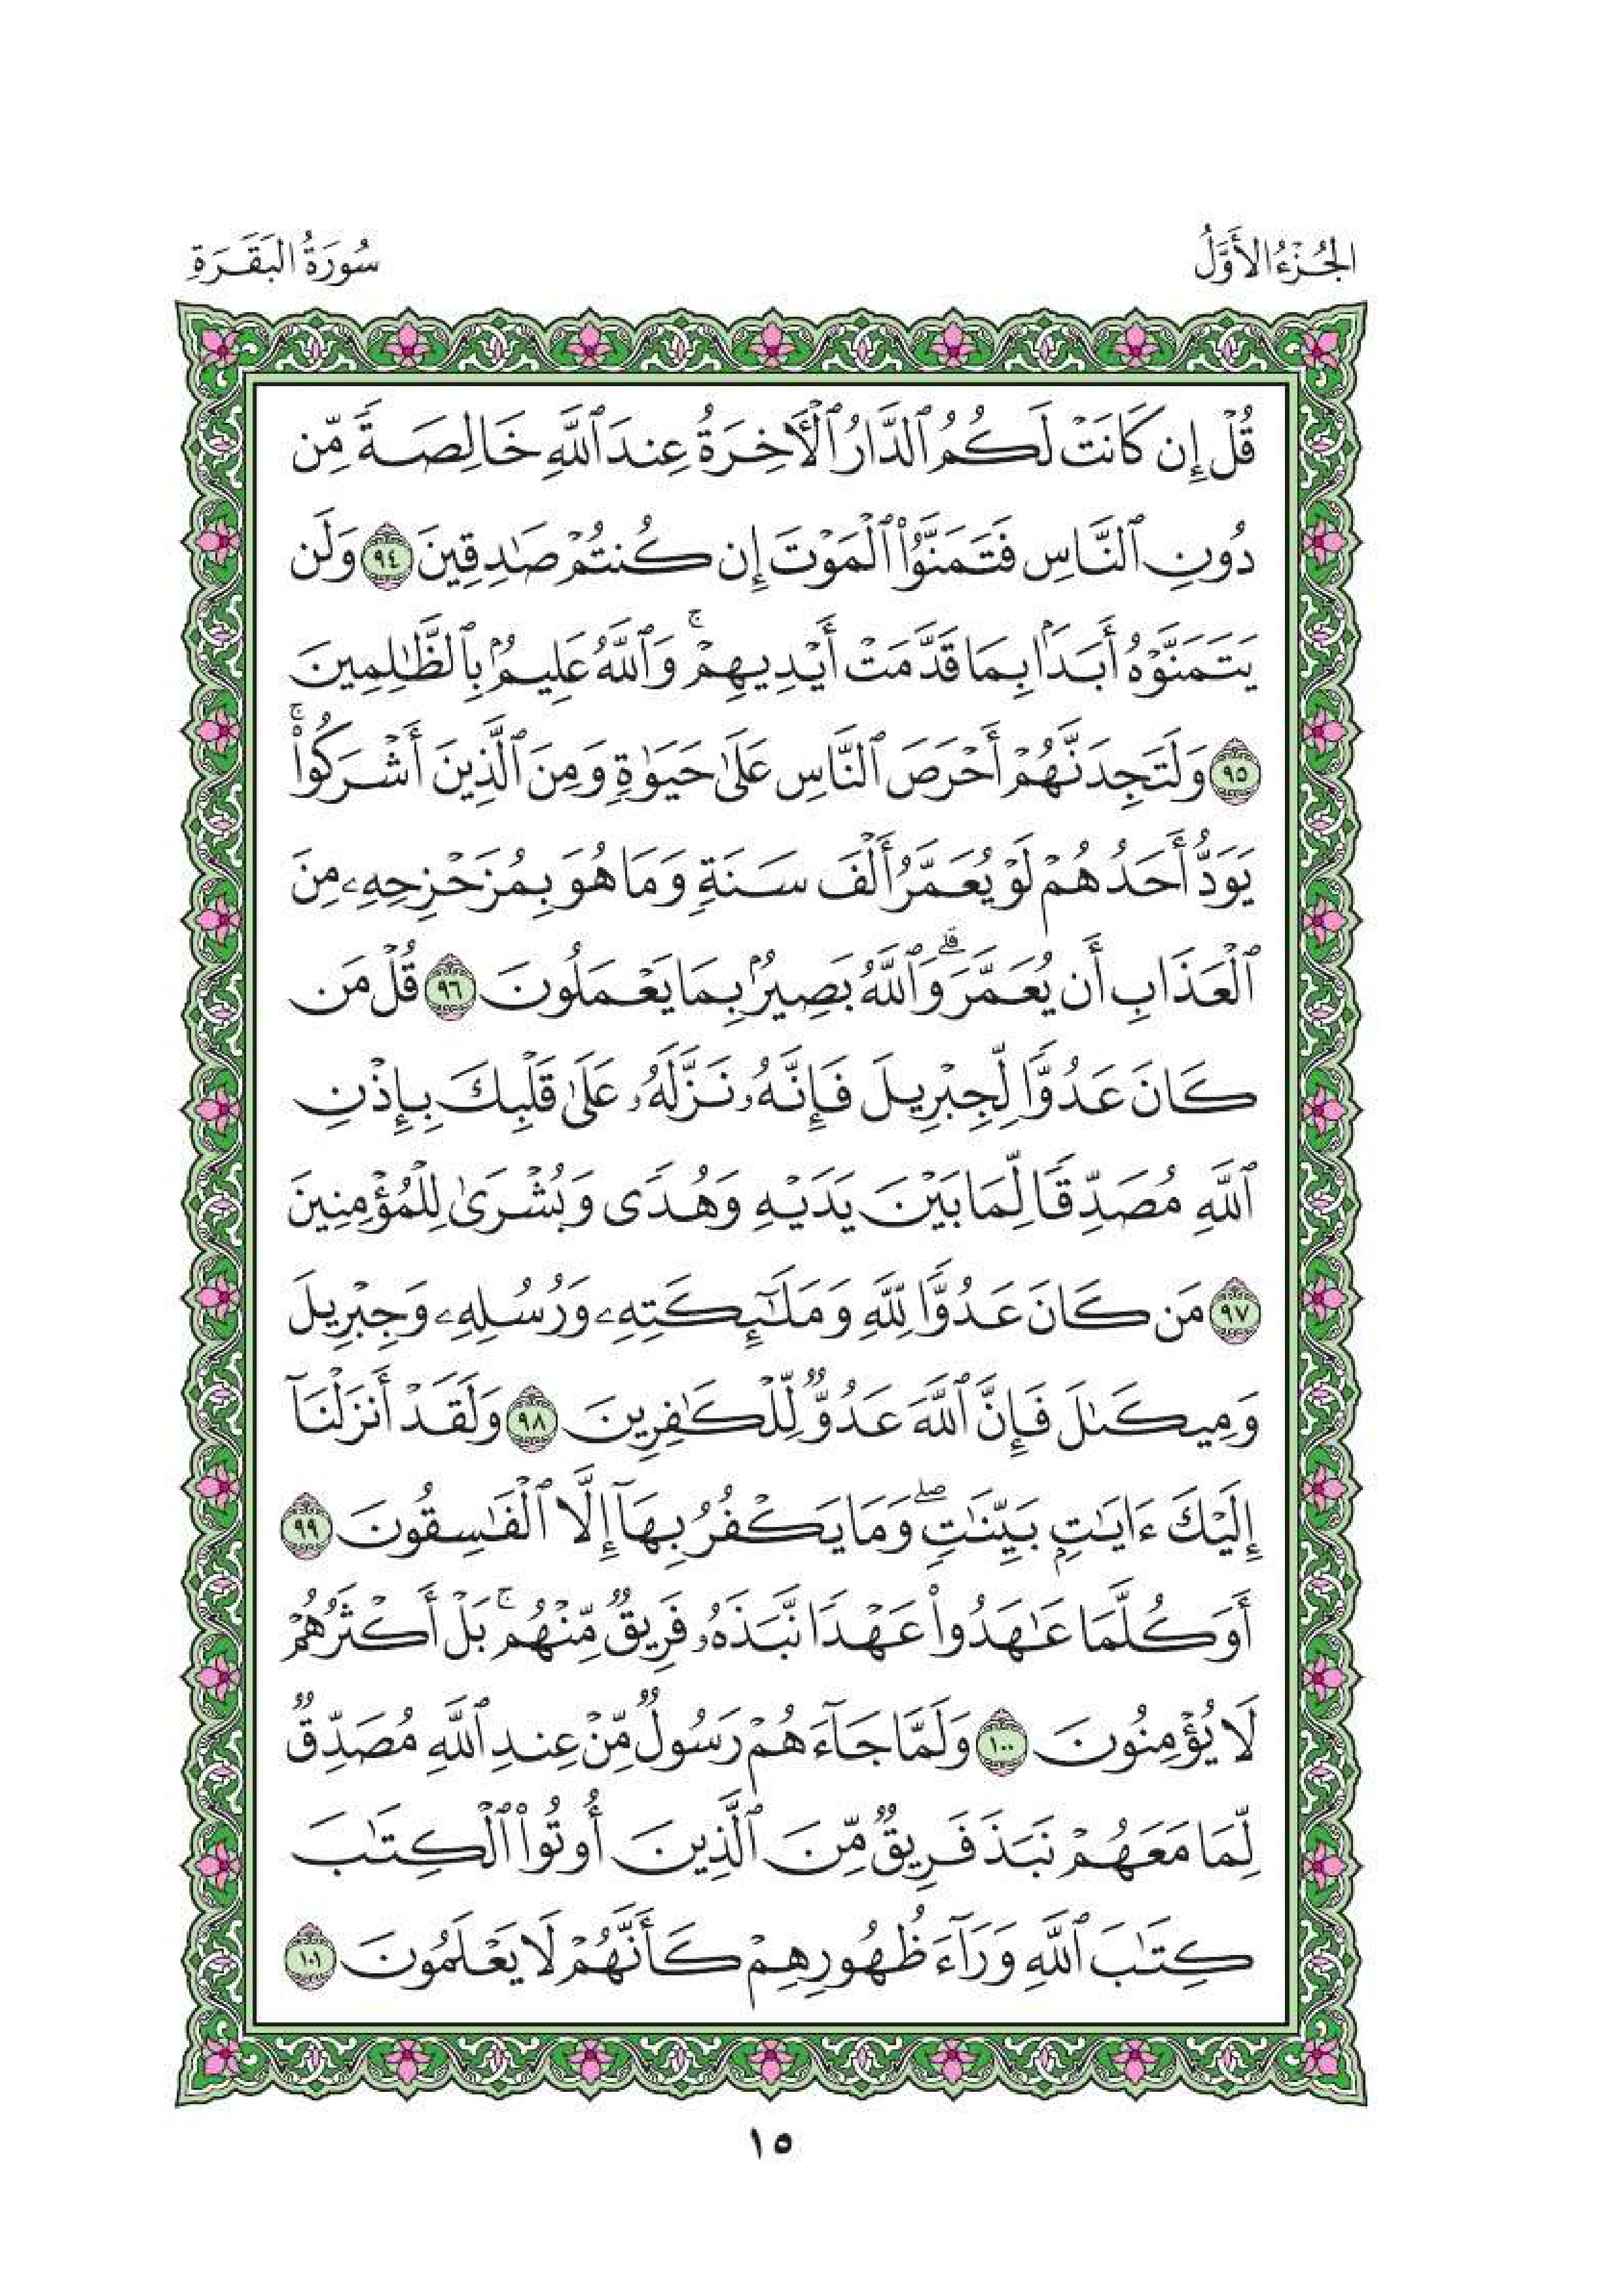 الجُزْءُ الأَوَّلُ
سُورَةُ البَقَرَةِ
قُلْ إِن كَانَتْ لَكُمُ ٱلدَّارُ ٱلْءَاخِرَةُ عِندَ ٱللَّهِ خَالِصَةً مِّن
دُونِ ٱلنَّاسِ فَتَمَنَّوُا۟ ٱلْمَوْتَ إِن كُنتُمْ صَٰدِقِينَ ٩٤ وَلَن
يَتَمَنَّوْهُ أَبَدًۢا بِمَا قَدَّمَتْ أَيْدِيهِمْ ۚ وَٱللَّهُ عَلِيمٌۢ بِٱلظَّٰلِمِينَ
٩٥ وَلَتَجِدَنَّهُمْ أَحْرَصَ ٱلنَّاسِ عَلَىٰ حَيَوٰةٍ وَمِنَ ٱلَّذِينَ أَشْرَكُوا۟ ۚ
يَوَدُّ أَحَدُهُمْ لَوْ يُعَمَّرُ أَلْفَ سَنَةٍ وَمَا هُوَ بِمُزَحْزِحِهِۦ مِنَ
ٱلْعَذَابِ أَن يُعَمَّرَ ۗ وَٱللَّهُ بَصِيرٌۢ بِمَا يَعْمَلُونَ ٩٦ قُلْ مَن
كَانَ عَدُوًّا لِّجِبْرِيلَ فَإِنَّهُۥ نَزَّلَهُۥ عَلَىٰ قَلْبِكَ بِإِذْنِ
ٱللَّهِ مُصَدِّقًا لِّمَا بَيْنَ يَدَيْهِ وَهُدًى وَبُشْرَىٰ لِلْمُؤْمِنِينَ
٩٧ مَن كَانَ عَدُوًّا لِّلَّهِ وَمَلَٰٓئِكَتِهِۦ وَرُسُلِهِۦ وَجِبْرِيلَ
وَمِيكَىٰلَ فَإِنَّ ٱللَّهَ عَدُوٌّ لِّلْكَٰفِرِينَ ٩٨ وَلَقَدْ أَنزَلْنَآ
إِلَيْكَ ءَايَٰتٍۭ بَيِّنَٰتٍ ۖ وَمَا يَكْفُرُ بِهَآ إِلَّا ٱلْفَٰسِقُونَ ٩٩
أَوَكُلَّمَا عَٰهَدُوا۟ عَهْدًا نَّبَذَهُۥ فَرِيقٌ مِّنْهُم ۚ بَلْ أَكْثَرُهُمْ
لَا يُؤْمِنُونَ ١٠٠ وَلَمَّا جَآءَهُمْ رَسُولٌ مِّنْ عِندِ ٱللَّهِ مُصَدِّقٌ
لِّمَا مَعَهُمْ نَبَذَ فَرِيقٌ مِّنَ ٱلَّذِينَ أُوتُوا۟ ٱلْكِتَٰبَ
كِتَٰبَ ٱللَّهِ وَرَآءَ ظُهُورِهِمْ كَأَنَّهُمْ لَا يَعْلَمُونَ ١٠١
١٥